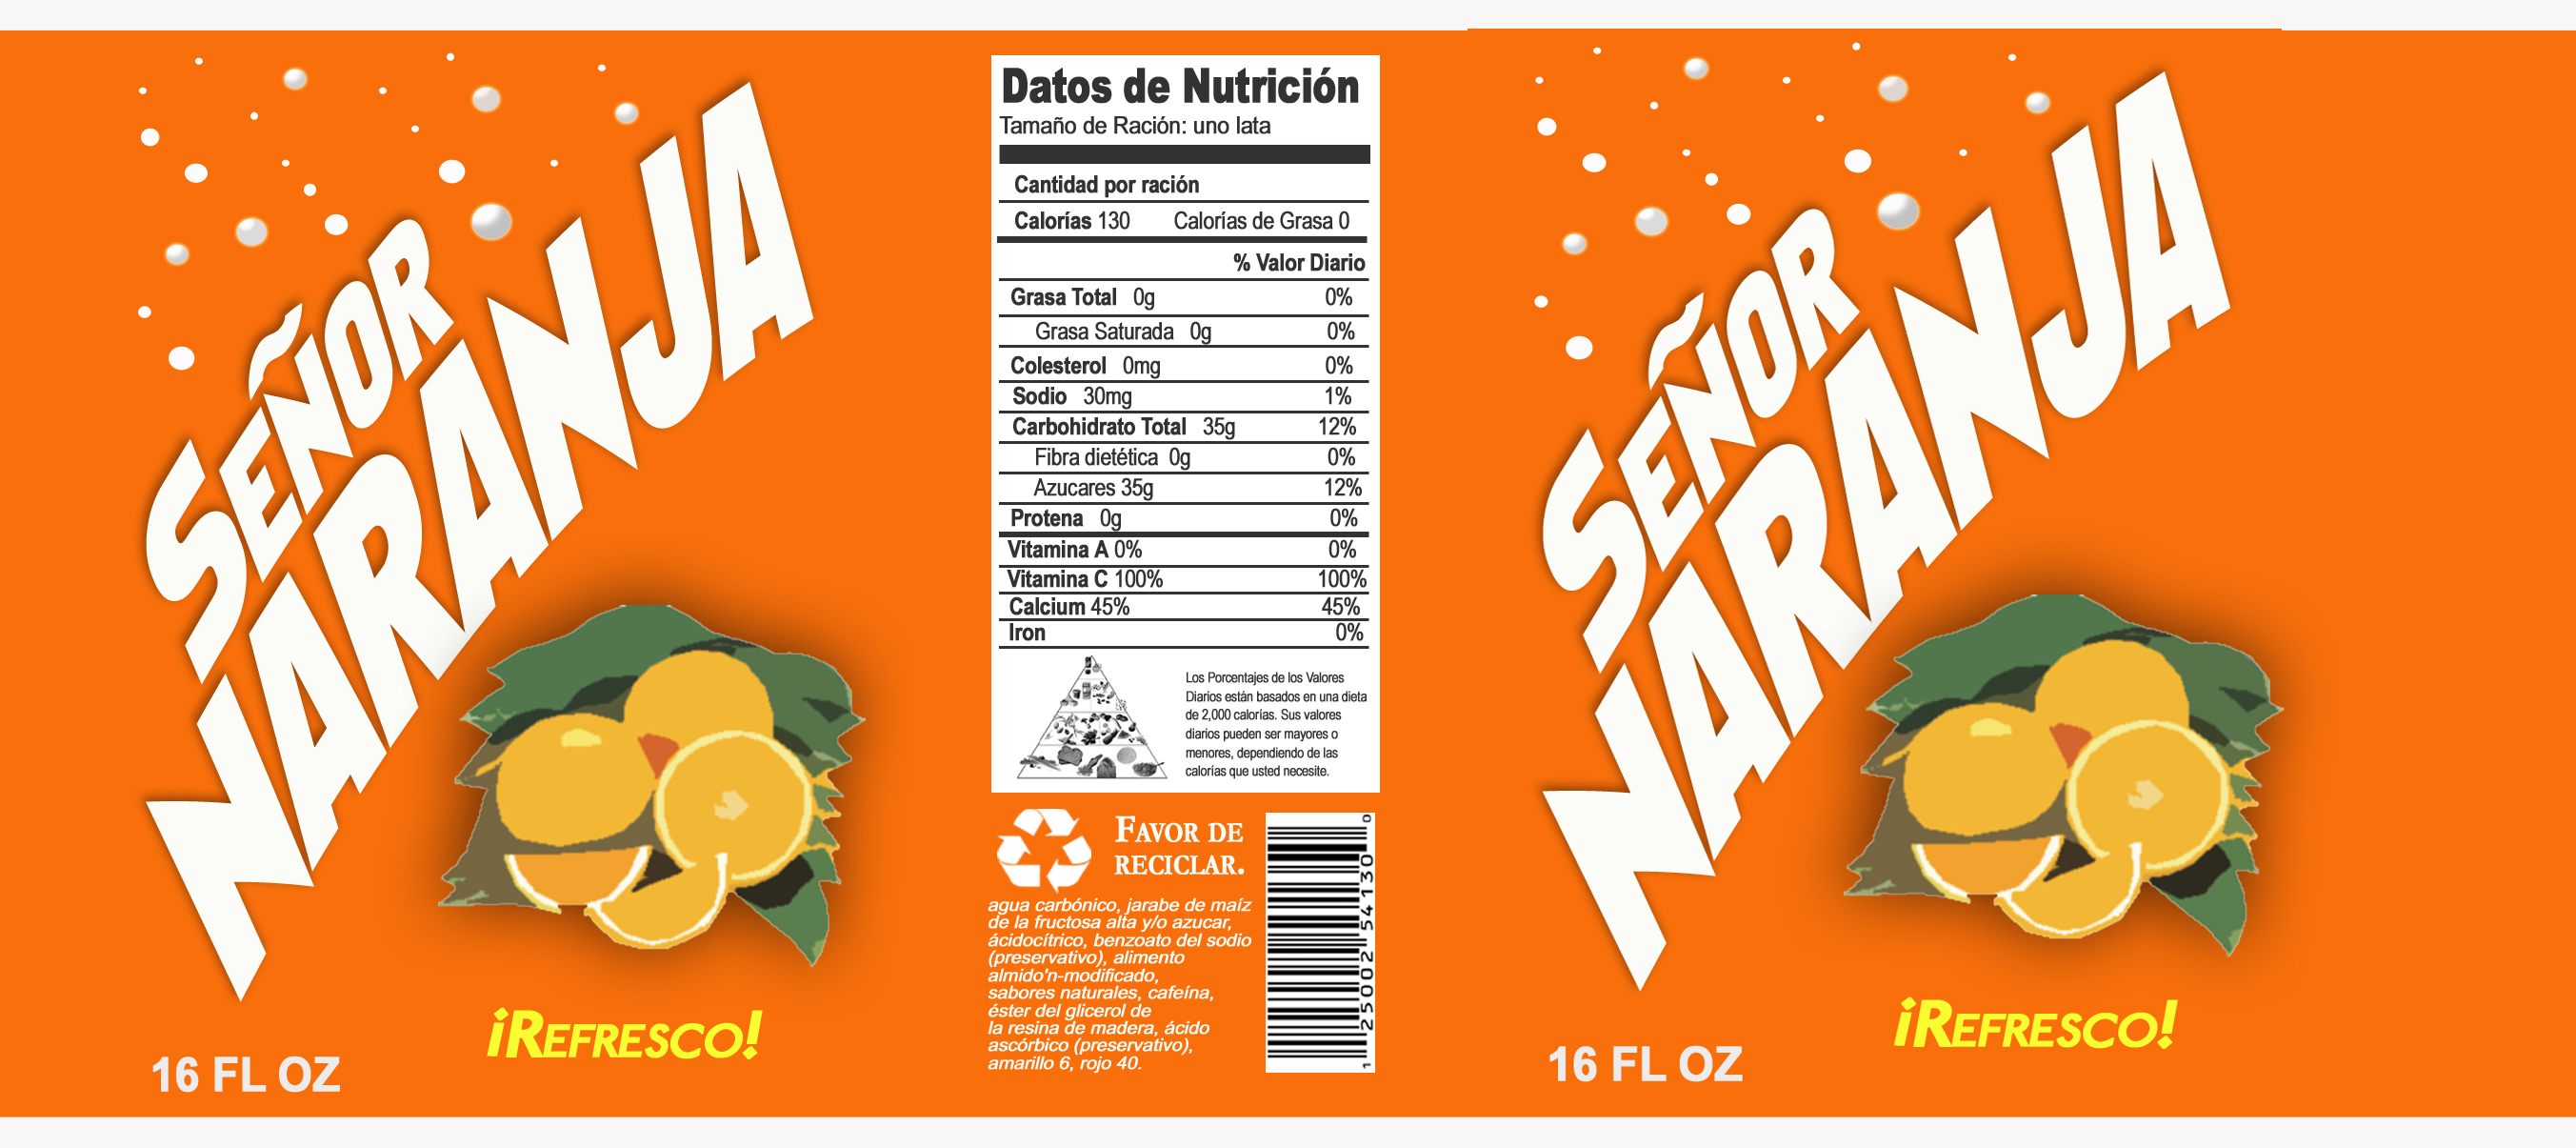 SEÑOR
NARANJA
¡REFRESCO!
16 FL OZ
Datos de Nutrición
Tamaño de Ración: uno lata
Cantidad por ración
Calorías 130 Calorías de Grasa 0
% Valor Diario
Grasa Total 0g 0%
Grasa Saturada 0g 0%
Colesterol 0mg 0%
Sodio 30mg 1%
Carbohidrato Total 35g 12%
Fibra dietética 0g 0%
Azucares 35g 12%
Protena 0g 0%
Vitamina A 0% 0%
Vitamina C 100% 100%
Calcium 45% 45%
Iron 0%
Los Porcentajes de los Valores
Diarios están basados en una dieta
de 2,000 calorías. Sus valores
diarios pueden ser mayores o
menores, dependiendo de las
calorías que usted necesite.
FAVOR DE
RECICLAR.
agua carbónico, jarabe de maíz
de la fructosa alta y/o azucar,
ácidocítrico, benzoato del sodio
(preservativo), alimento
almido'n-modificado,
sabores naturales, cafeína,
éster del glicerol de
la resina de madera, ácido
ascórbico (preservativo),
amarillo 6, rojo 40.
1 25002 54130 0
SEÑOR
NARANJA
¡REFRESCO!
16 FL OZ